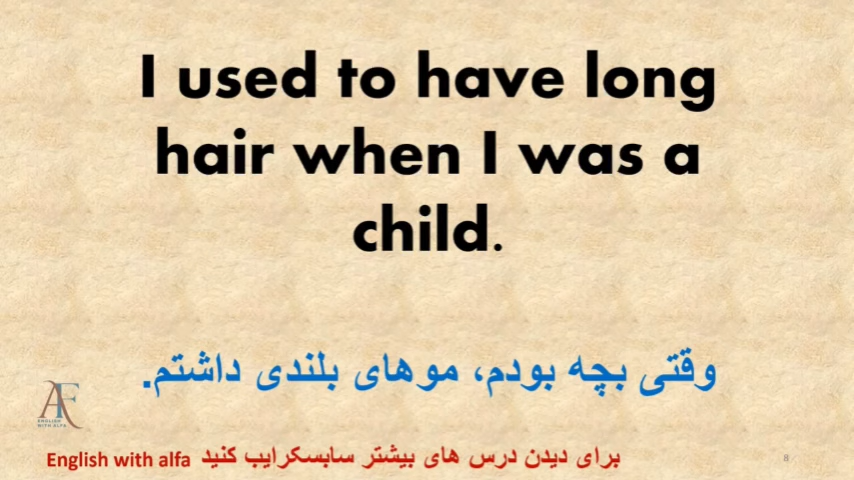 I used to have long
hair when I was a
child.
وقتی بچه بودم، موهای بلندی داشتم.
AF
ENGLISH
WITH ALFA
English with alfa برای دیدن درس های بیشتر سابسکرایب کنید
8